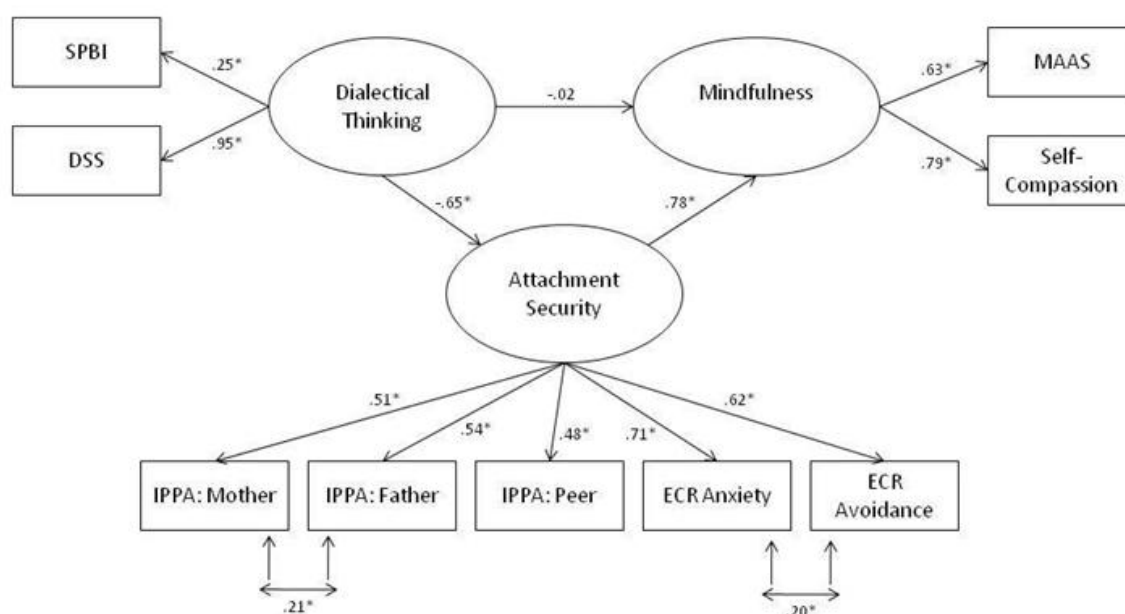 SPBI
.25*
Dialectical
Thinking
-.02
Mindfulness
.63*
MAAS
DSS
.95*
.79*
Self-
Compassion
-.65*
.78*
Attachment
Security
.51*
.54*
.48*
.71*
.62*
IPPA: Mother
IPPA: Father
IPPA: Peer
ECR Anxiety
ECR
Avoidance
.21*
.20*